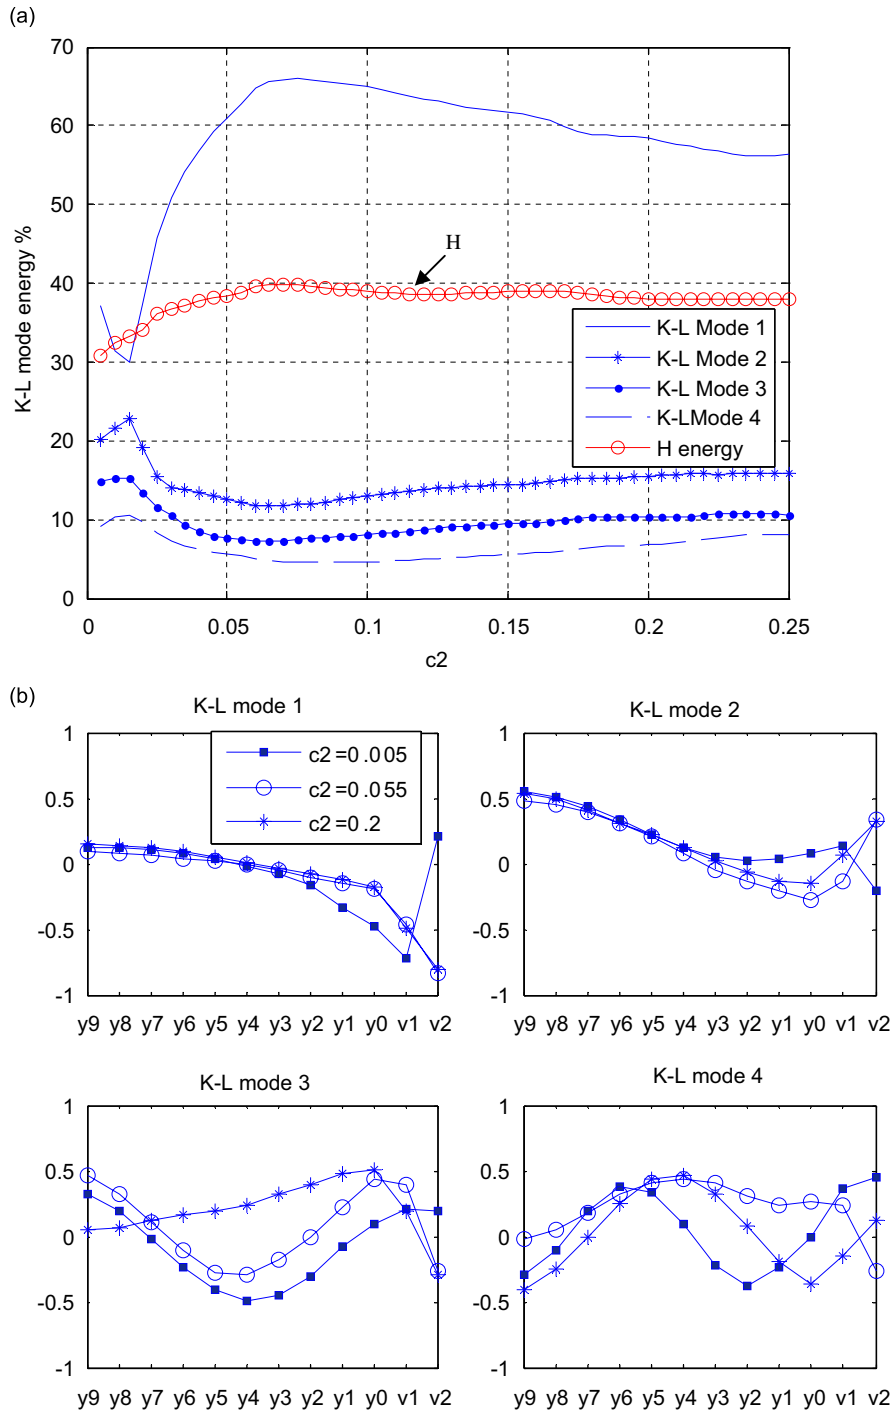 (a)
70
60
50
40
30
20
10
0
K-L mode energy %
H
K-L Mode 1
K-L Mode 2
K-L Mode 3
K-LMode 4
H energy
0 0.05 0.1 0.15 0.2 0.25
c2
(b)
K-L mode 1
1
0.5
0
-0.5
-1
c2=0.005
c2=0.055
c2=0.2
y9 y8 y7 y6 y5 y4 y3 y2 y1 y0 v1 v2
K-L mode 2
1
0.5
0
-0.5
-1
y9 y8 y7 y6 y5 y4 y3 y2 y1 y0 v1 v2
K-L mode 3
1
0.5
0
-0.5
-1
y9 y8 y7 y6 y5 y4 y3 y2 y1 y0 v1 v2
K-L mode 4
1
0.5
0
-0.5
-1
y9 y8 y7 y6 y5 y4 y3 y2 y1 y0 v1 v2